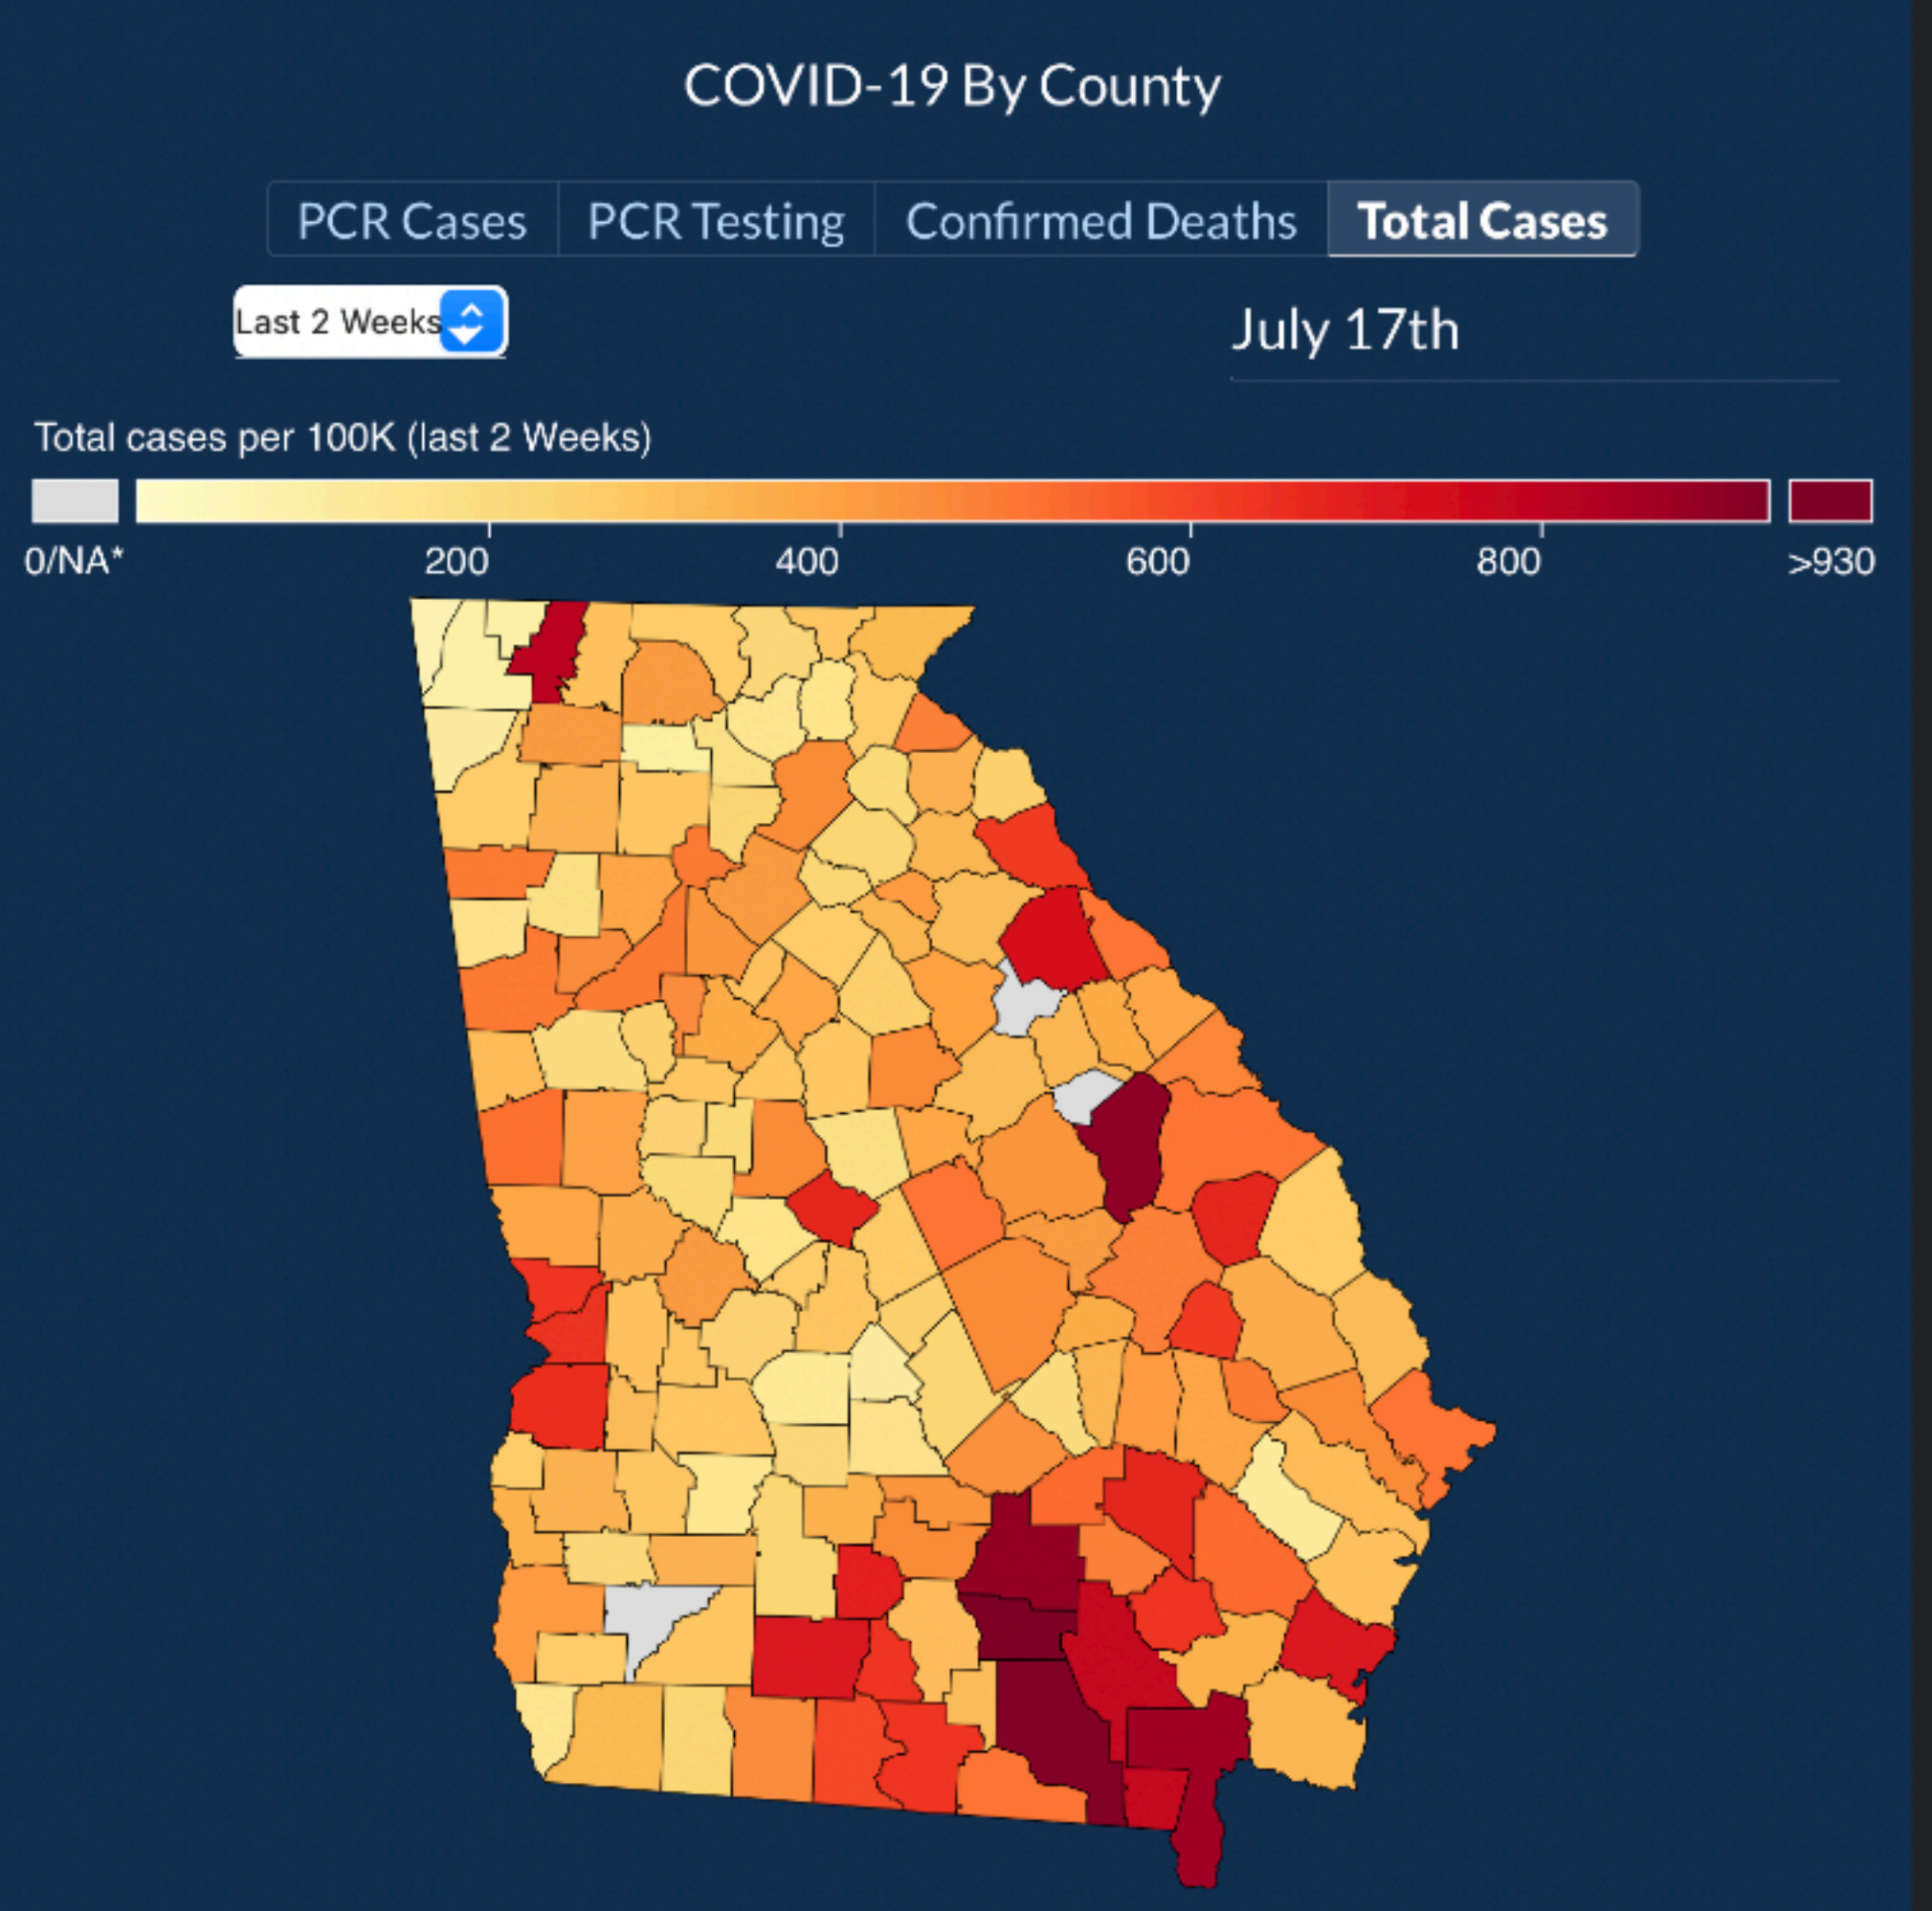 COVID-19 By County
PCR Cases PCR Testing Confirmed Deaths Total Cases
Last 2 Weeks July 17th
Total cases per 100K (last 2 Weeks)
0/NA* 200 400 600 800 >930